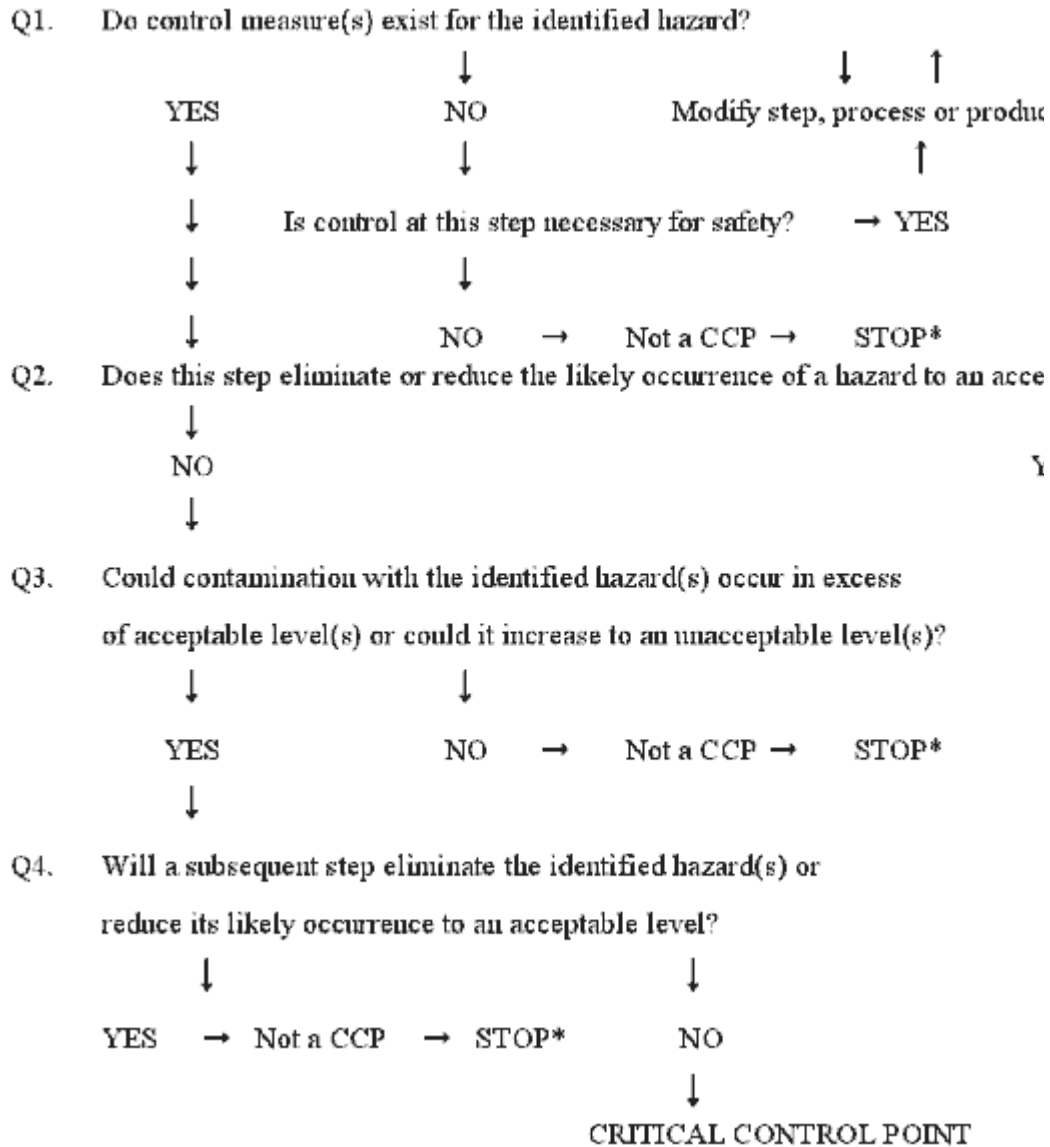 Q1. Do control measure(s) exist for the identified hazard?
↓ ↓ ↑
YES NO Modify step, process or produc
↓ ↓ ↑
↓ Is control at this step necessary for safety? → YES
↓ ↓
↓ NO → Not a CCP → STOP*
Q2. Does this step eliminate or reduce the likely occurrence of a hazard to an acce
↓
NO Y
↓
Q3. Could contamination with the identified hazard(s) occur in excess
of acceptable level(s) or could it increase to an unacceptable level(s)?
↓ ↓
YES NO → Not a CCP → STOP*
↓
Q4. Will a subsequent step eliminate the identified hazard(s) or
reduce its likely occurrence to an acceptable level?
↓ ↓
YES → Not a CCP → STOP* NO
↓
CRITICAL CONTROL POINT